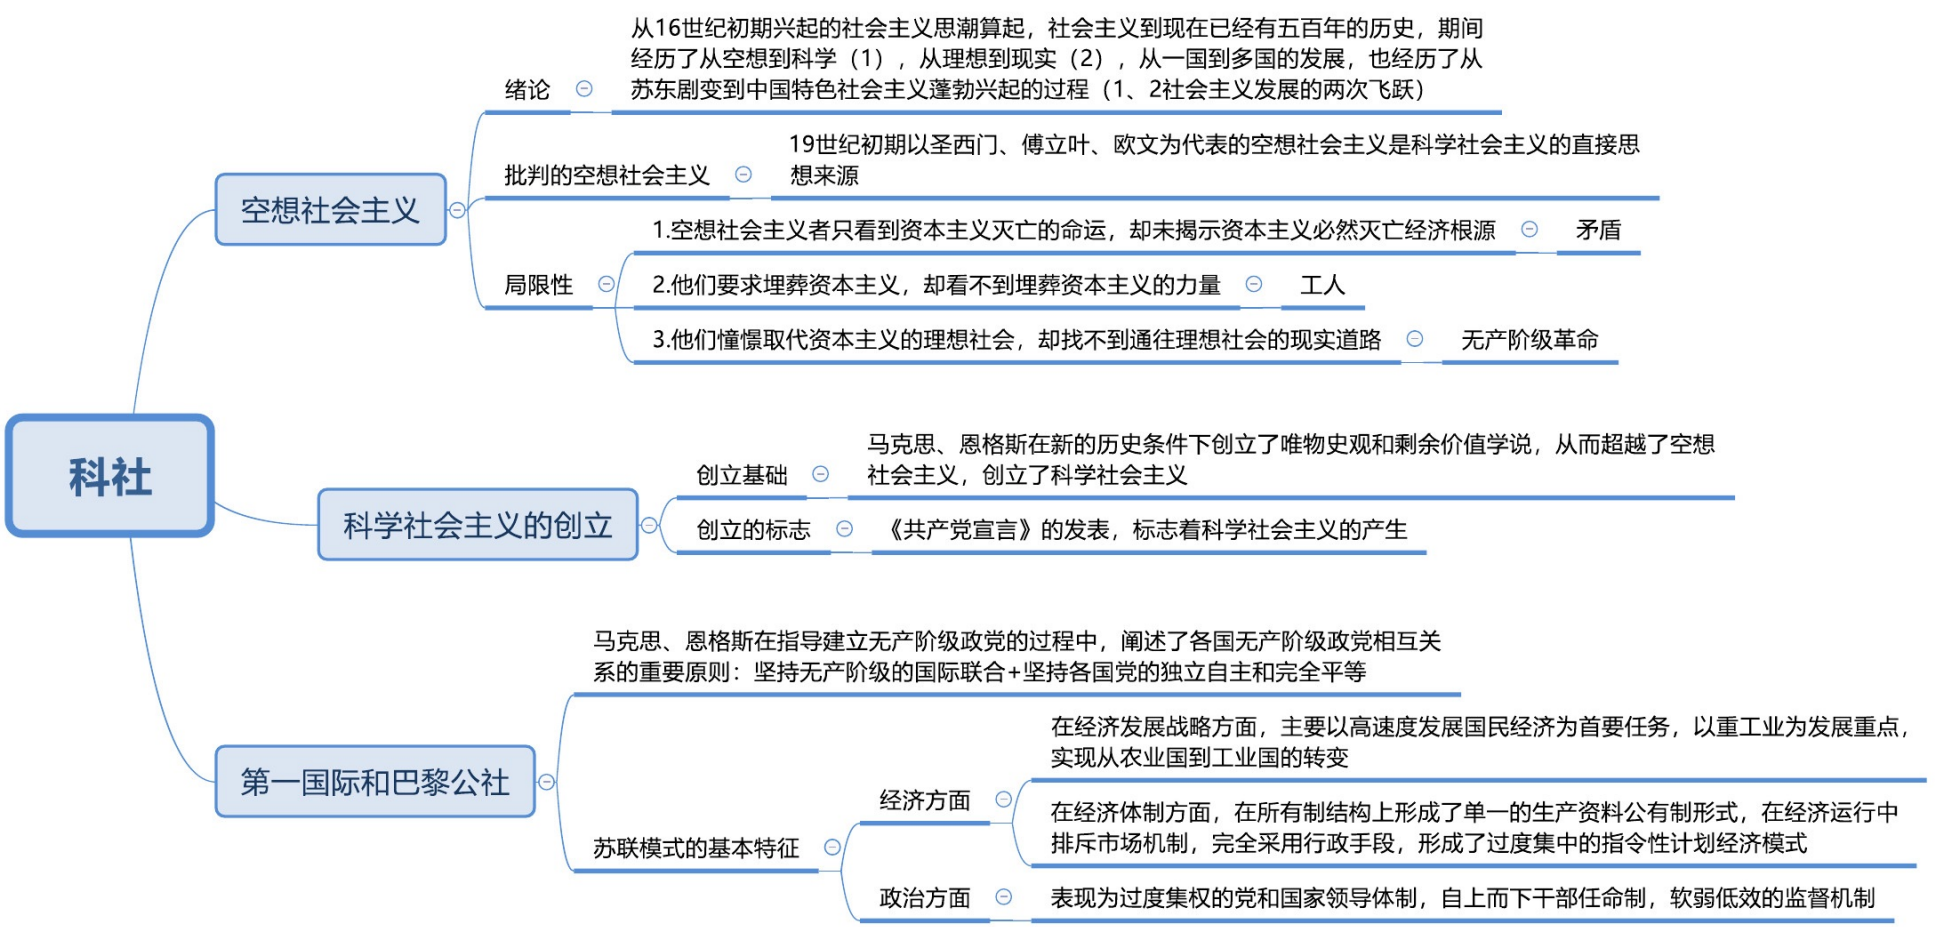 科社
空想社会主义
绪论
从16世纪初期兴起的社会主义思潮算起，社会主义到现在已经有五百年的历史，期间
经历了从空想到科学（1），从理想到现实（2），从一国到多国的发展，也经历了从
苏东剧变到中国特色社会主义蓬勃兴起的过程（1、2社会主义发展的两次飞跃）
批判的空想社会主义
19世纪初期以圣西门、傅立叶、欧文为代表的空想社会主义是科学社会主义的直接思
想来源
局限性
1.空想社会主义者只看到资本主义灭亡的命运，却未揭示资本主义必然灭亡经济根源
矛盾
2.他们要求埋葬资本主义，却看不到埋葬资本主义的力量
工人
3.他们憧憬取代资本主义的理想社会，却找不到通往理想社会的现实道路
无产阶级革命
科学社会主义的创立
创立基础
马克思、恩格斯在新的历史条件下创立了唯物史观和剩余价值学说，从而超越了空想
社会主义，创立了科学社会主义
创立的标志
《共产党宣言》的发表，标志着科学社会主义的产生
第一国际和巴黎公社
马克思、恩格斯在指导建立无产阶级政党的过程中，阐述了各国无产阶级政党相互关
系的重要原则：坚持无产阶级的国际联合+坚持各国党的独立自主和完全平等
苏联模式的基本特征
经济方面
在经济发展战略方面，主要以高速度发展国民经济为首要任务，以重工业为发展重点，
实现从农业国到工业国的转变
在经济体制方面，在所有制结构上形成了单一的生产资料公有制形式，在经济运行中
排斥市场机制，完全采用行政手段，形成了过度集中的指令性计划经济模式
政治方面
表现为过度集权的党和国家领导体制，自上而下干部任命制，软弱低效的监督机制